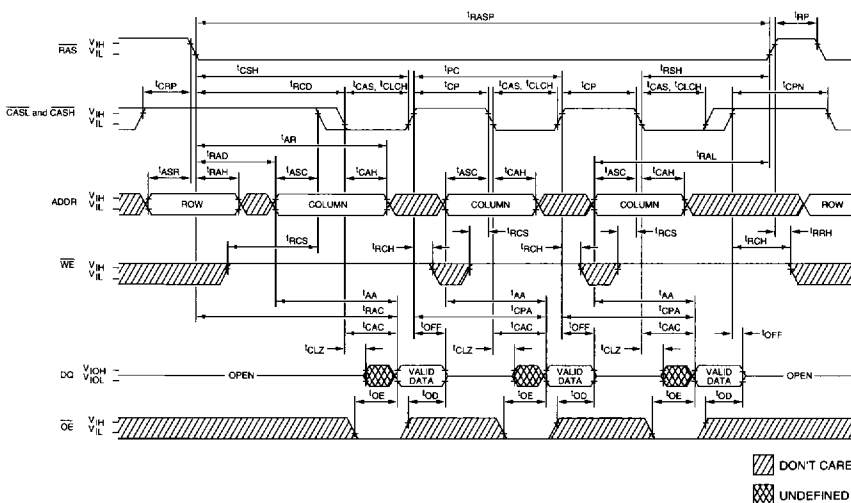 tRASP
tRP
RAS VIH VIL
tCSH
tPC
tRSH
tCRP
tRCD
tCAS, tCLCH
tCP
tCAS, tCLCH
tCP
tCAS, tCLCH
tCPN
CASL and CASH VIH VIL
tAR
tRAD
tRAL
tASR
tRAH
tASC
tCAH
tASC
tCAH
tASC
tCAH
ADDR VIH VIL
ROW
COLUMN
COLUMN
COLUMN
ROW
tRCS
tRCH
tRCS
tRCH
tRCS
tRCH
tRRH
WE VIH VIL
tAA
tAA
tAA
tRAC
tCPA
tCPA
tCAC
tOFF
tCAC
tOFF
tCAC
tOFF
tCLZ
tCLZ
tCLZ
DQ VIOH VIOL
OPEN
VALID DATA
VALID DATA
VALID DATA
OPEN
tOE
tOD
tOE
tOD
tOE
tOD
OE VIH VIL
DON'T CARE
UNDEFINED